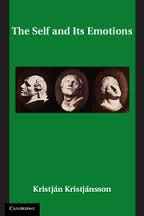 The Self and Its Emotions
Kristján Kristjánsson
CAMBRIDGE